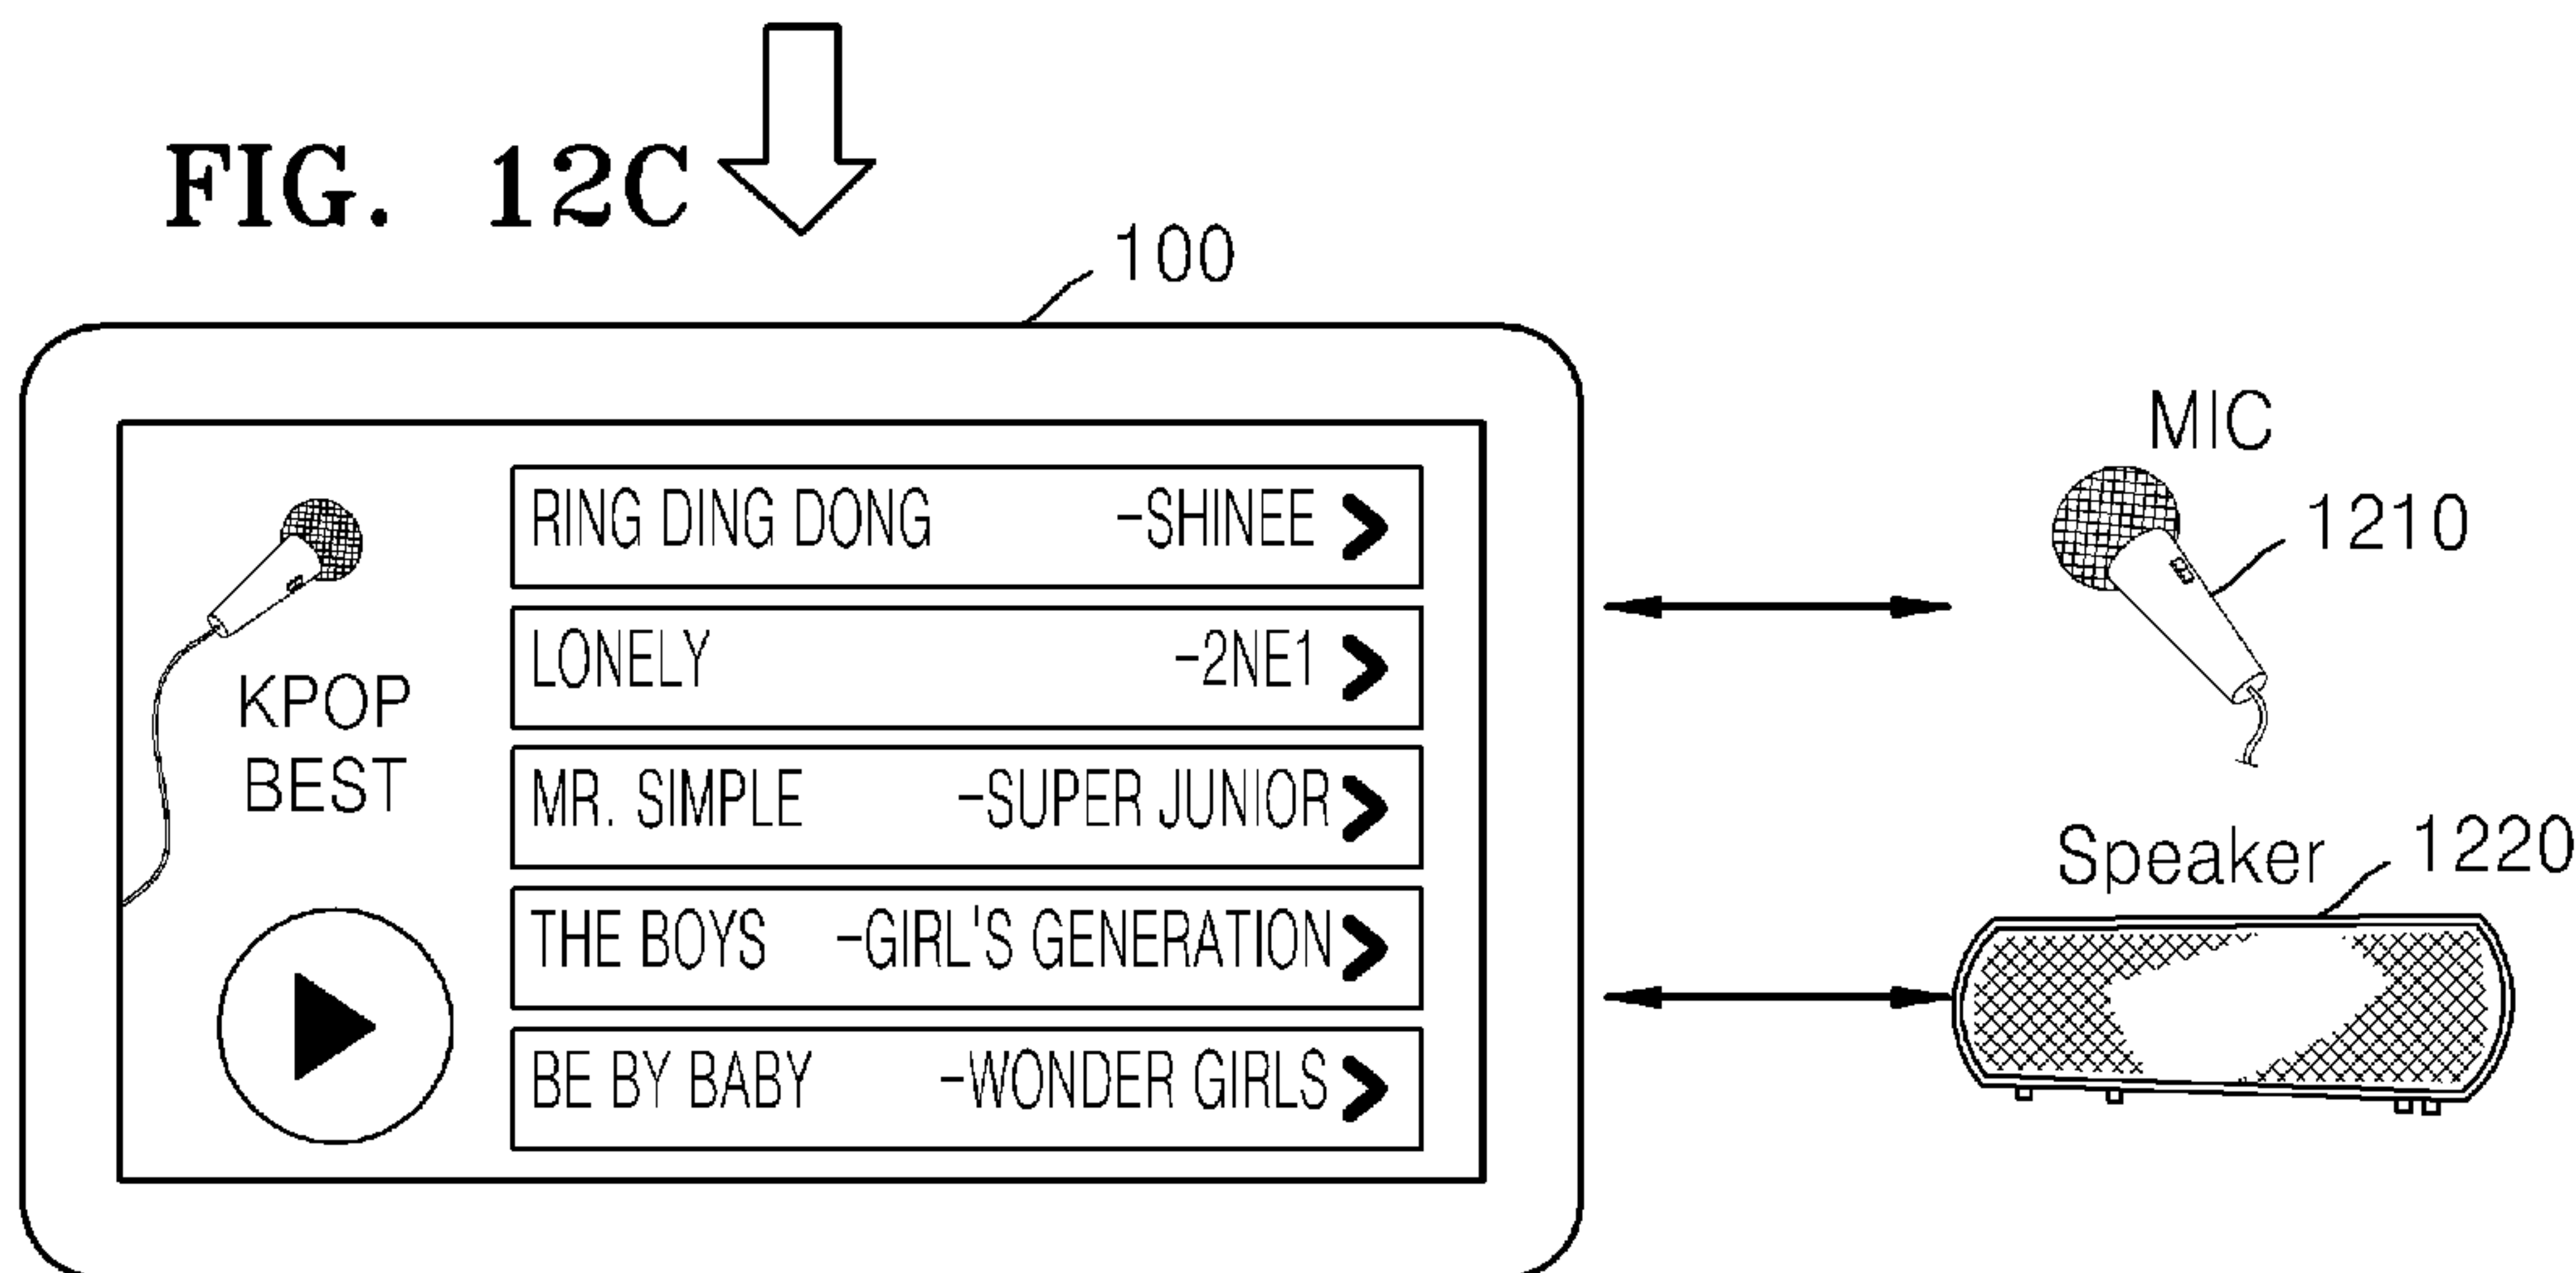 FIG. 12C
100
KPOP
BEST
RING DING DONG -SHINEE
LONELY -2NE1
MR. SIMPLE -SUPER JUNIOR
THE BOYS -GIRL'S GENERATION
BE BY BABY -WONDER GIRLS
MIC
1210
Speaker
1220